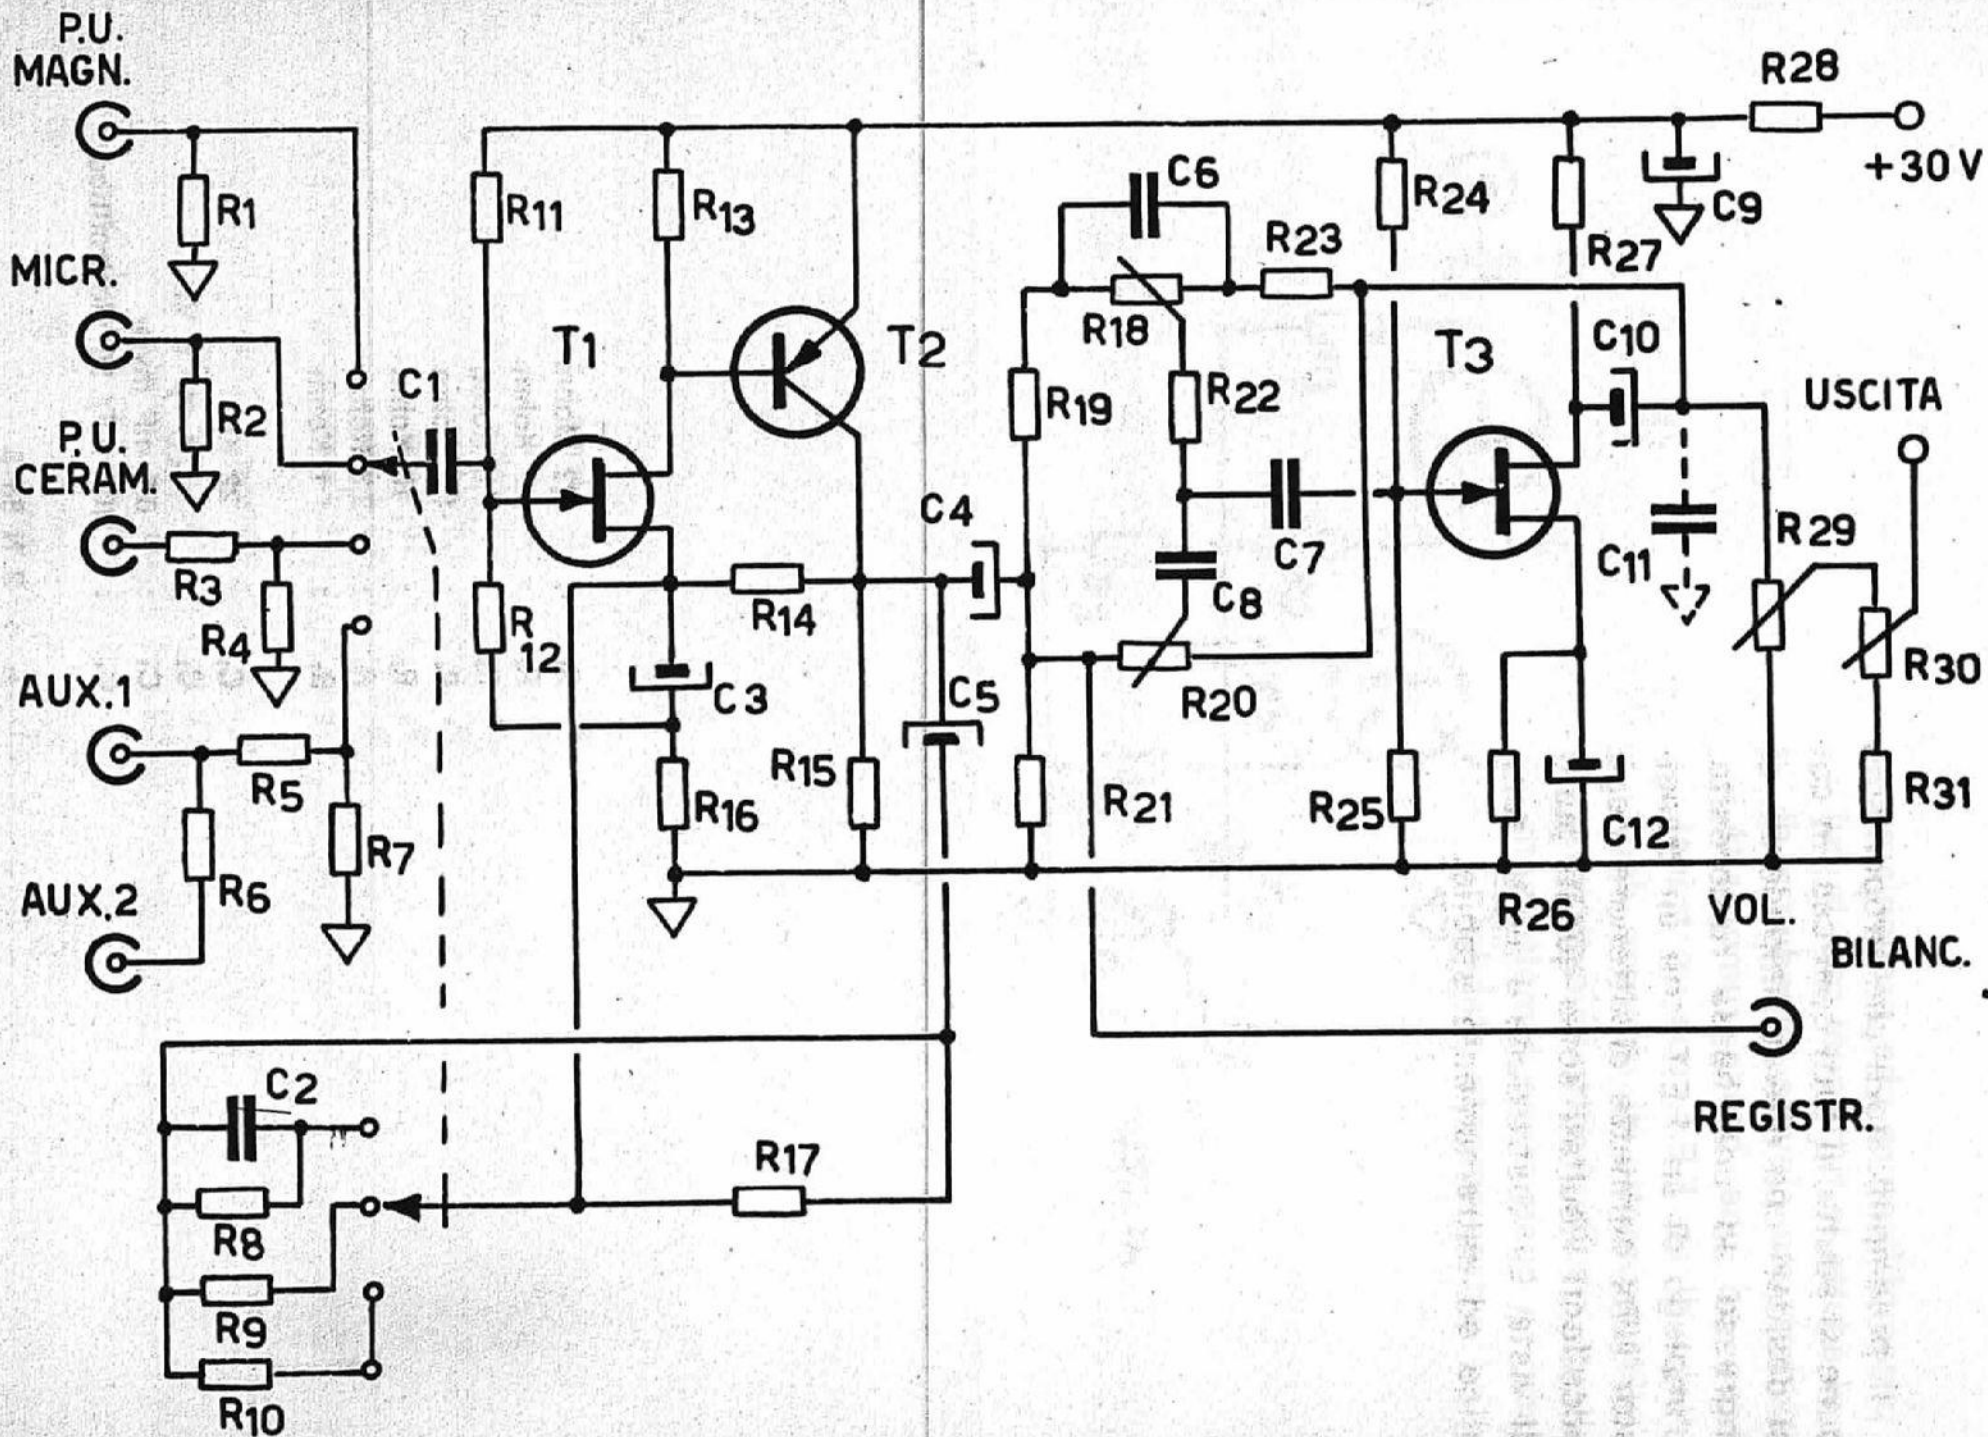 P.U.
MAGN.
R28
+30 V
C6
R11
R13
R24
C9
R1
R23
R27
MICR.
T1
T2
R18
T3
C10
C1
R19
R22
USCITA
R2
P.U.
CERAM.
C4
C7
C11
R29
R3
R14
C8
R4
R
12
R30
AUX.1
C3
C5
R20
R5
R15
R16
R21
R25
C12
R31
R7
R6
AUX.2
R26
VOL.
BILANC.
C2
REGISTR.
R17
R8
R9
R10